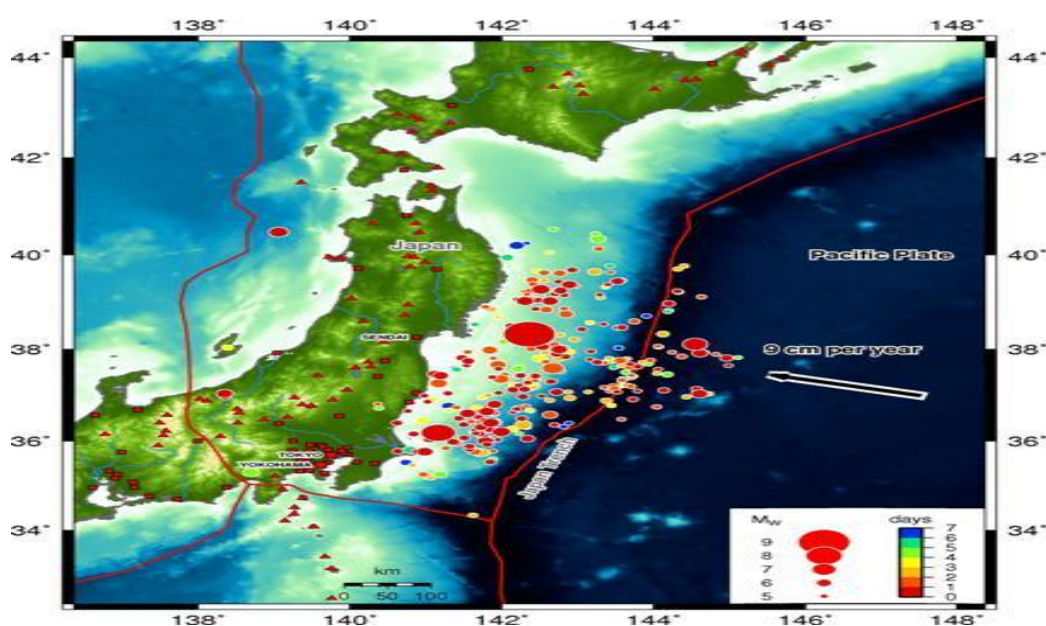 138° 140° 142° 144° 146° 148°
44° 44°
42° 42°
Japan
40° 40°
Pacific Plate
SENDAI
38° 38°
9 cm per year
36° 36°
TOKYO
YOKOHAMA
Japan Trench
34° 34°
Mw days
9 7
8 6
7 5
6 4
5 3
2
1
0
km
0 50 100
138° 140° 142° 144° 146° 148°